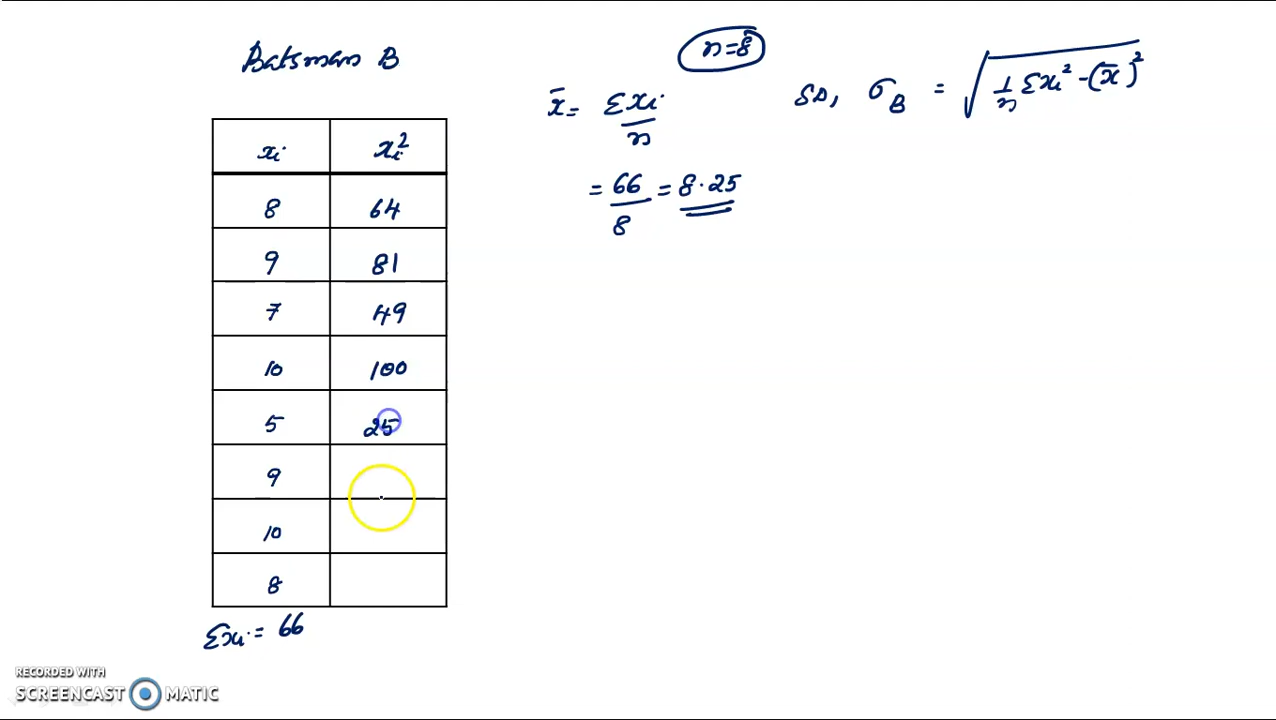 Batsman B
n=8
x̄ = Σxi/n
= 66/8 = 8.25
SD, σB = √(1/n Σxi² - (x̄)²)
xi xi²
8 64
9 81
7 49
10 100
5 25
9
10
8
Σxi = 66
RECORDED WITH
SCREENCAST MATIC